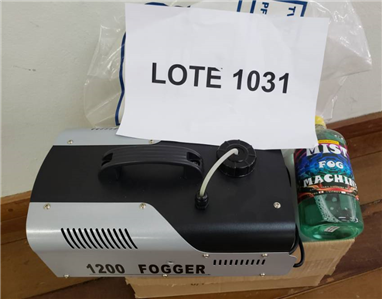 LOTE 1031
MIST
FOG
MACHINE
1200 FOGGER